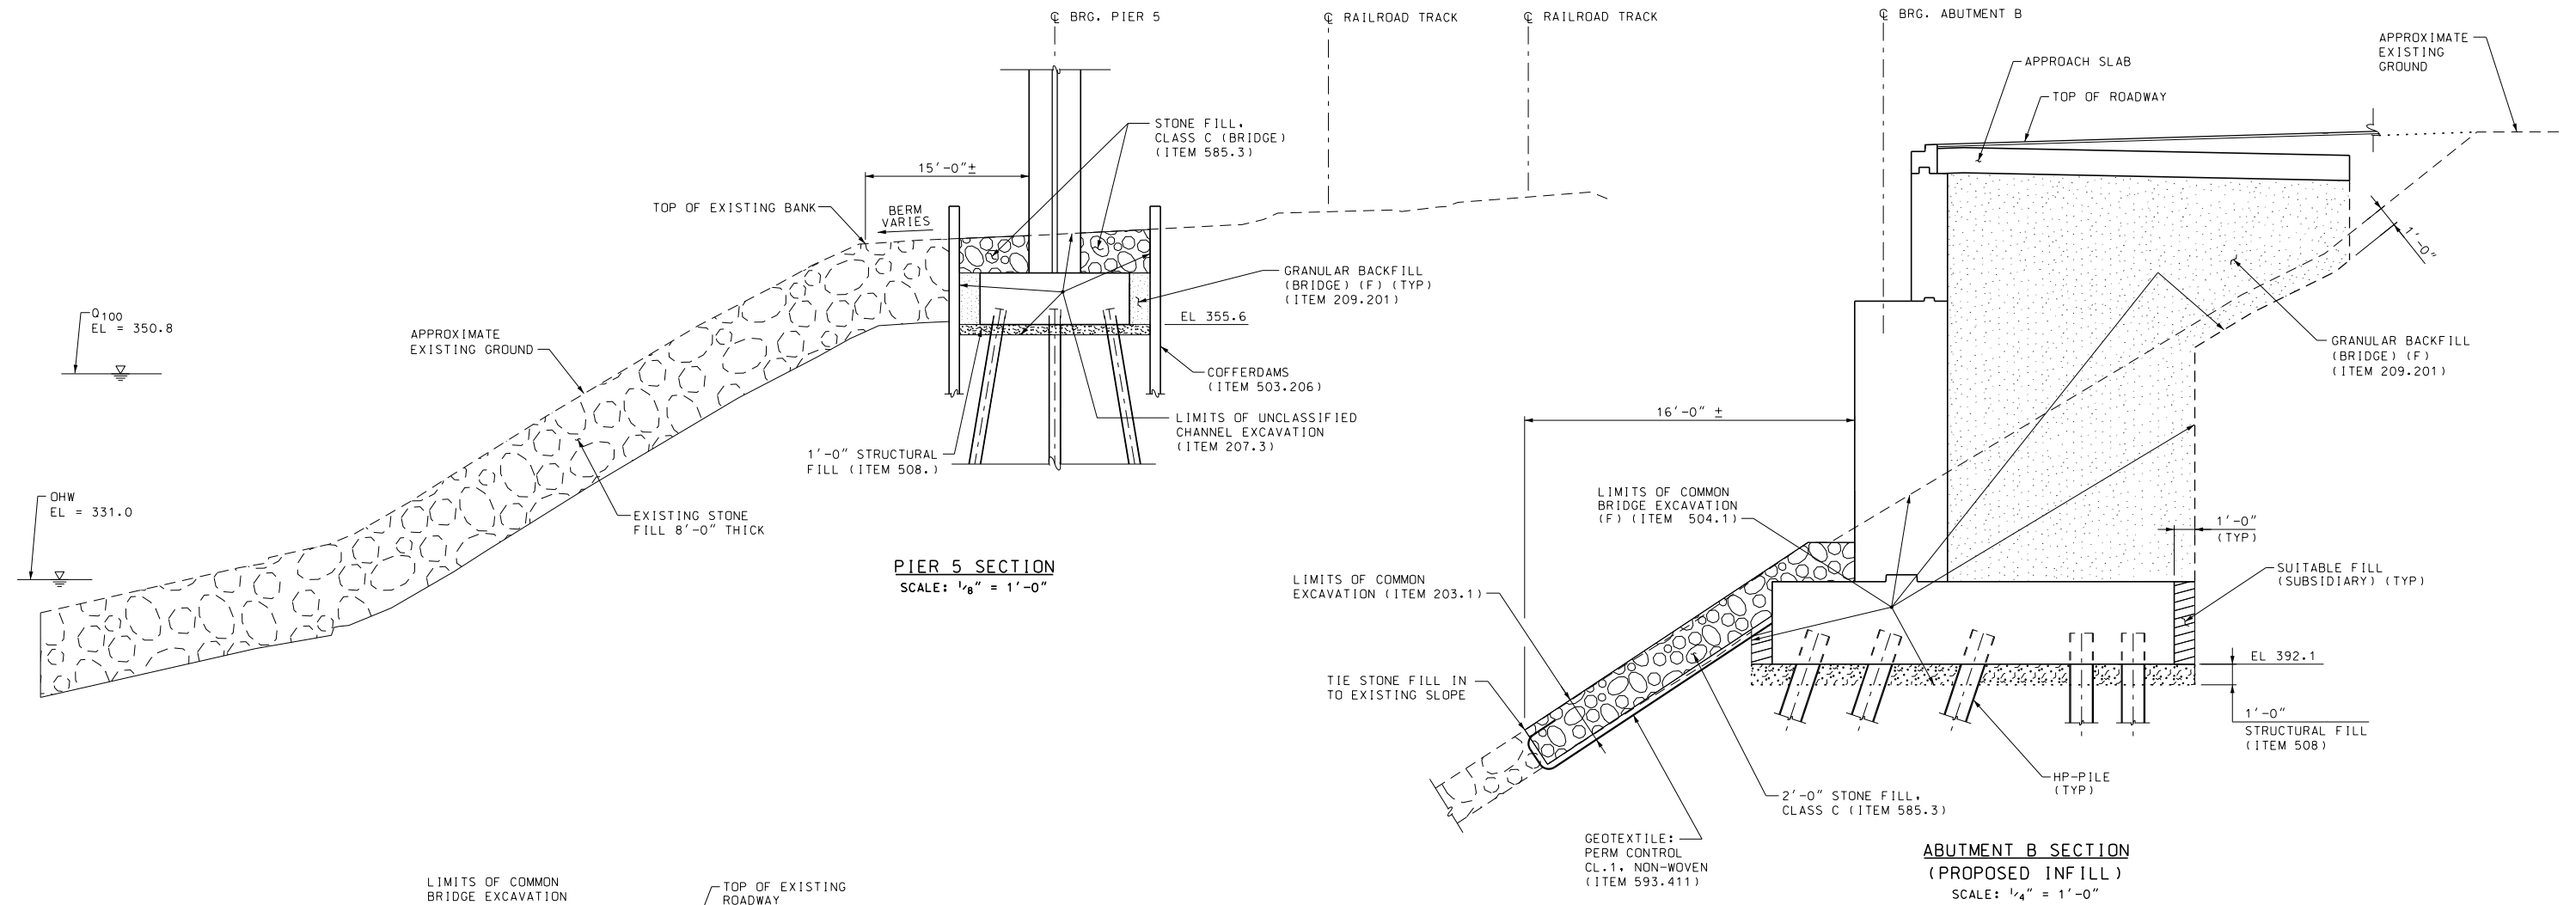 ℄ BRG. PIER 5
℄ RAILROAD TRACK
℄ RAILROAD TRACK
℄ BRG. ABUTMENT B
APPROXIMATE
EXISTING
GROUND
APPROACH SLAB
TOP OF ROADWAY
STONE FILL,
CLASS C (BRIDGE)
(ITEM 585.3)
15'-0"±
TOP OF EXISTING BANK
BERM
VARIES
1'-0"
GRANULAR BACKFILL
(BRIDGE) (F) (TYP)
(ITEM 209.201)
Q100
EL = 350.8
EL 355.6
APPROXIMATE
EXISTING GROUND
GRANULAR BACKFILL
(BRIDGE) (F)
(ITEM 209.201)
COFFERDAMS
(ITEM 503.206)
16'-0" ±
LIMITS OF UNCLASSIFIED
CHANNEL EXCAVATION
(ITEM 207.3)
1'-0" STRUCTURAL
FILL (ITEM 508.)
OHW
EL = 331.0
LIMITS OF COMMON
BRIDGE EXCAVATION
(F) (ITEM 504.1)
EXISTING STONE
FILL 8'-0" THICK
1'-0"
(TYP)
PIER 5 SECTION
SCALE: 1/8" = 1'-0"
SUITABLE FILL
(SUBSIDIARY) (TYP)
LIMITS OF COMMON
EXCAVATION (ITEM 203.1)
EL 392.1
TIE STONE FILL IN
TO EXISTING SLOPE
1'-0"
STRUCTURAL FILL
(ITEM 508)
HP-PILE
(TYP)
2'-0" STONE FILL,
CLASS C (ITEM 585.3)
GEOTEXTILE:
PERM CONTROL
CL.1, NON-WOVEN
(ITEM 593.411)
ABUTMENT B SECTION
(PROPOSED INFILL)
SCALE: 1/4" = 1'-0"
LIMITS OF COMMON
BRIDGE EXCAVATION
TOP OF EXISTING
ROADWAY